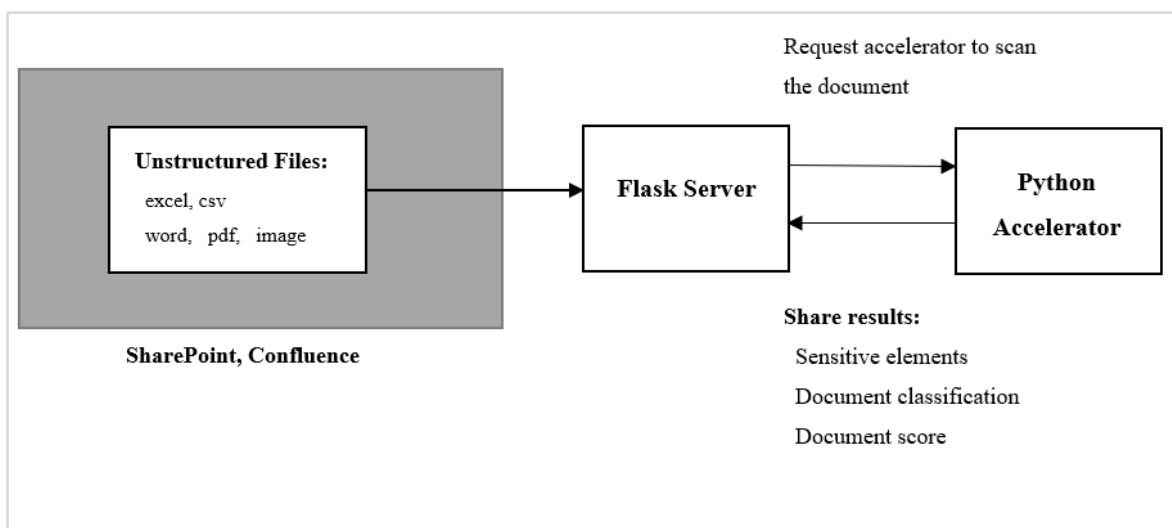 Request accelerator to scan
the document
Unstructured Files:
excel, csv
word, pdf, image
Flask Server
Python
Accelerator
SharePoint, Confluence
Share results:
Sensitive elements
Document classification
Document score